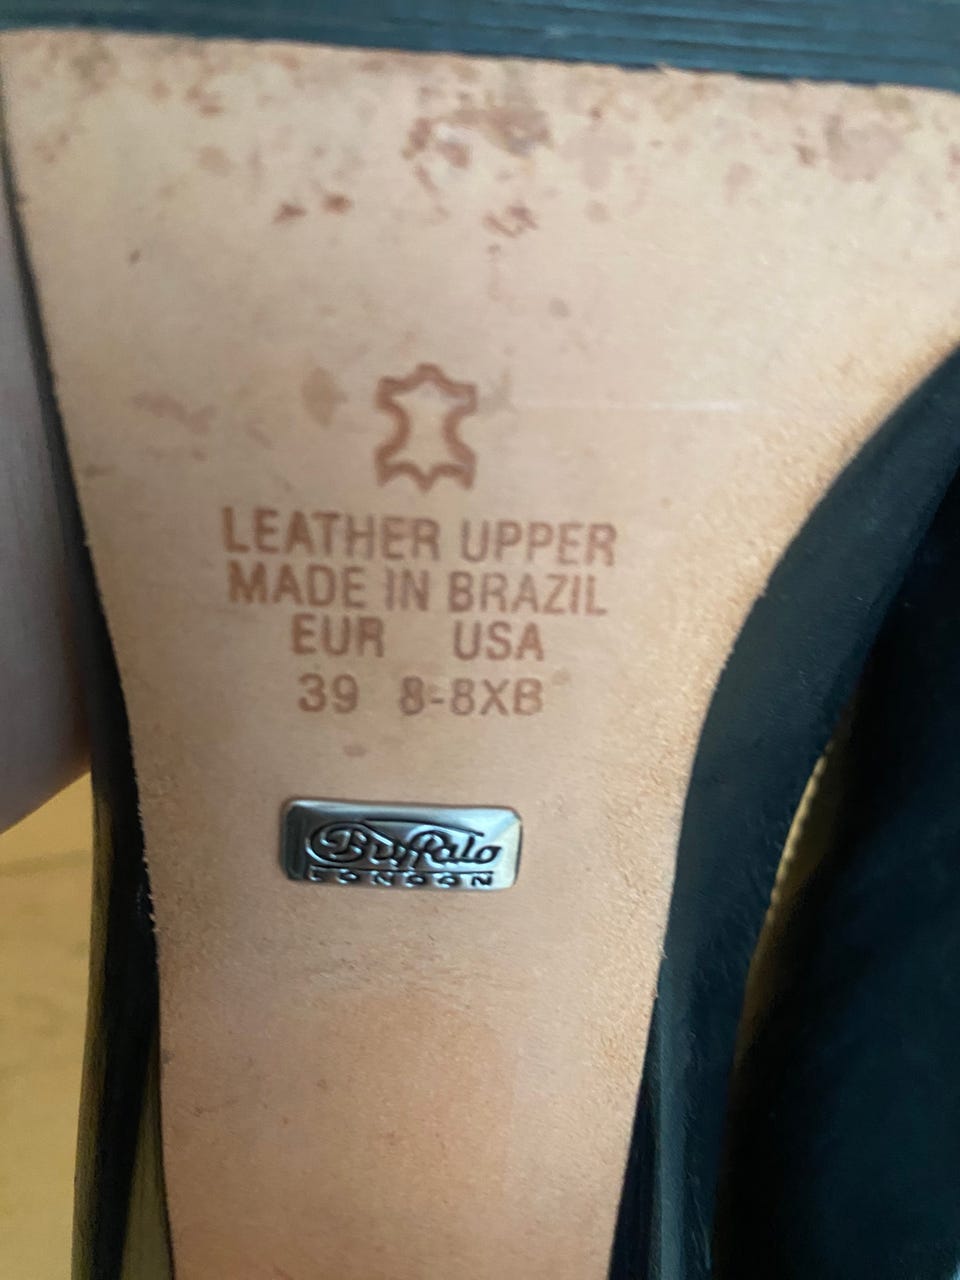 LEATHER UPPER
MADE IN BRAZIL
EUR USA
39 8-8XB
Buffalo
LONDON